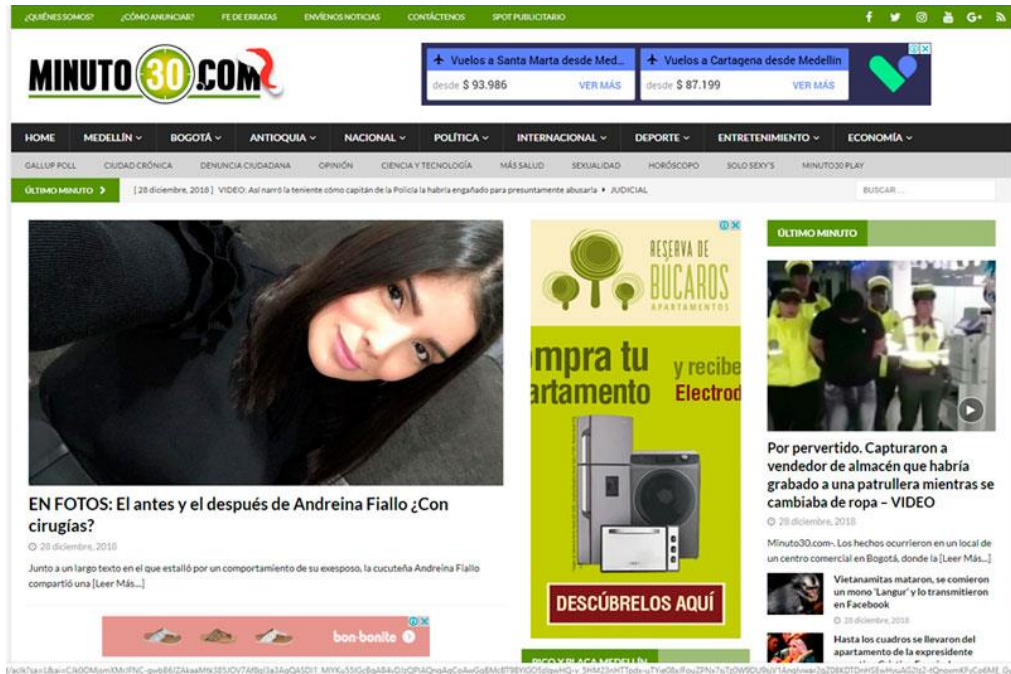 ¿QUIÉNES SOMOS? ¿CÓMO ANUNCIAR? FE DE ERRATAS ENVÍENOS NOTICIAS CONTÁCTENOS SPOT PUBLICITARIO
MINUTO 30 .COM
Vuelos a Santa Marta desde Med...
desde $ 93.986 VER MÁS
Vuelos a Cartagena desde Medellín
desde $ 87.199 VER MÁS
HOME MEDELLÍN BOGOTÁ ANTIOQUIA NACIONAL POLÍTICA INTERNACIONAL DEPORTE ENTRETENIMIENTO ECONOMÍA
GALLUP POLL CIUDAD CRÓNICA DENUNCIA CIUDADANA OPINIÓN CIENCIA Y TECNOLOGÍA MÁS SALUD SEXUALIDAD HORÓSCOPO SOLO SEXY'S MINUTO30 PLAY
ÚLTIMO MINUTO [ 28 diciembre, 2018 ] VIDEO: Así narró la teniente cómo capitán de la Policía la habría engañado para presuntamente abusarla JUDICIAL BUSCAR ...
EN FOTOS: El antes y el después de Andreina Fiallo ¿Con
cirugías?
28 diciembre, 2018
Junto a un largo texto en el que estalló por un comportamiento de su exesposo, la cucuteña Andreina Fiallo
compartió una [Leer Más...]
bon-bonite
RESERVA DE
BÚCAROS
APARTAMENTOS
ompra tu
artamento
y recibe
Electrod
DESCÚBRELOS AQUÍ
PICO Y PLACA MEDELLÍN
ÚLTIMO MINUTO
Por pervertido. Capturaron a
vendedor de almacén que habría
grabado a una patrullera mientras se
cambiaba de ropa – VIDEO
28 diciembre, 2018
Minuto30.com-. Los hechos ocurrieron en un local de
un centro comercial en Bogotá, donde la [Leer Más...]
Vietanamitas mataron, se comieron
un mono 'Langur' y lo transmitieron
en Facebook
28 diciembre, 2018
Hasta los cuadros se llevaron del
apartamento de la expresidente